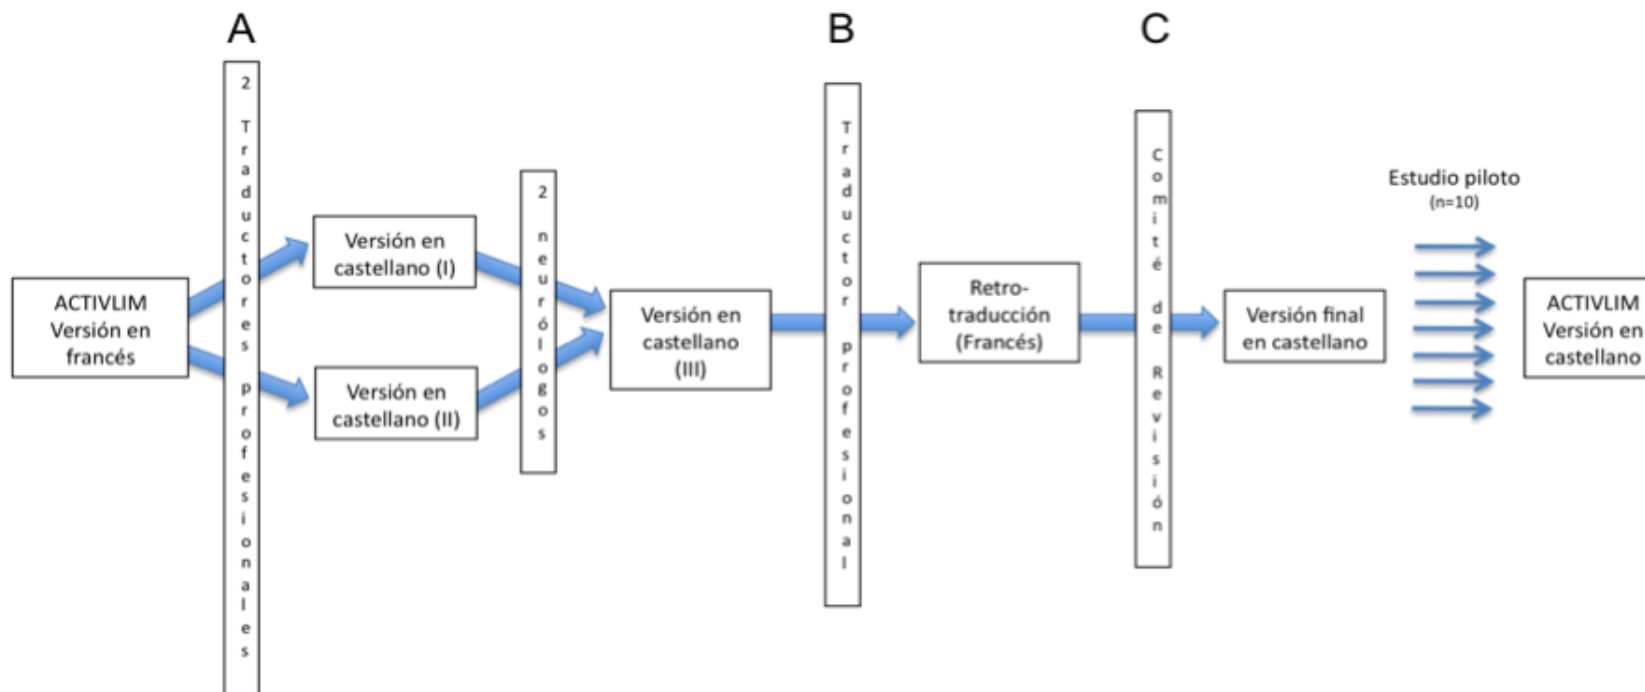 A
B
C
ACTIVLIM
Versión en
francés
2 Traductores profesionales
Versión en
castellano (I)
Versión en
castellano (II)
2 neurólogos
Versión en
castellano
(III)
Traductor profesional
Retro-
traducción
(Francés)
Comité de Revisión
Versión final
en castellano
Estudio piloto
(n=10)
ACTIVLIM
Versión en
castellano